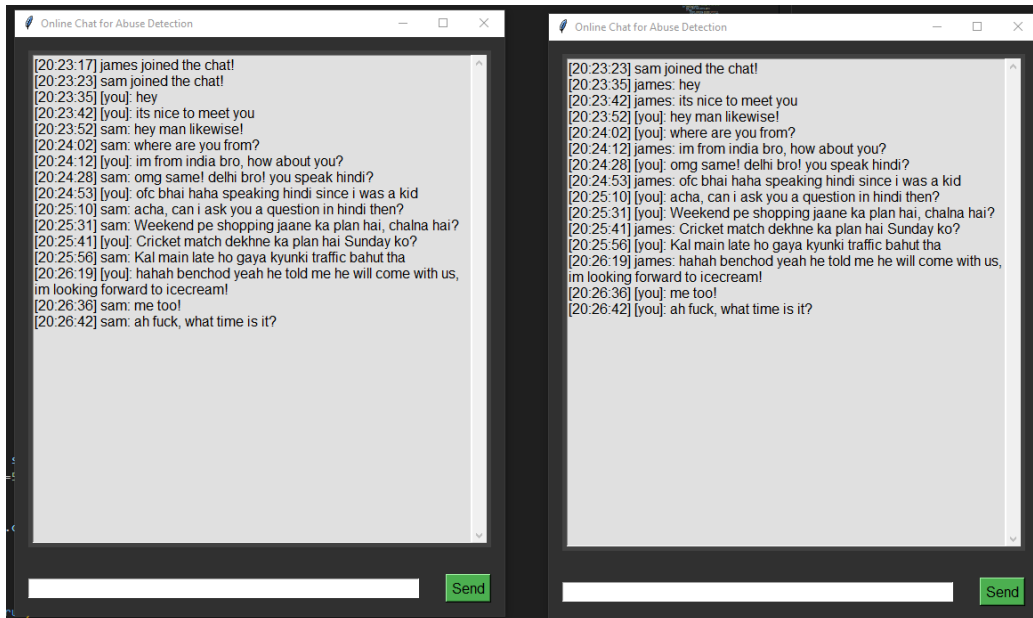 Online Chat for Abuse Detection
[20:23:17] james joined the chat!
[20:23:23] sam joined the chat!
[20:23:35] [you]: hey
[20:23:42] [you]: its nice to meet you
[20:23:52] sam: hey man likewise!
[20:24:02] sam: where are you from?
[20:24:12] [you]: im from india bro, how about you?
[20:24:28] sam: omg same! delhi bro! you speak hindi?
[20:24:53] [you]: ofc bhai haha speaking hindi since i was a kid
[20:25:10] sam: acha, can i ask you a question in hindi then?
[20:25:31] sam: Weekend pe shopping jaane ka plan hai, chalna hai?
[20:25:41] [you]: Cricket match dekhne ka plan hai Sunday ko?
[20:25:56] sam: Kal main late ho gaya kyunki traffic bahut tha
[20:26:19] [you]: hahah benchod yeah he told me he will come with us,
im looking forward to icecream!
[20:26:36] sam: me too!
[20:26:42] sam: ah fuck, what time is it?
Send
Online Chat for Abuse Detection
[20:23:23] sam joined the chat!
[20:23:35] james: hey
[20:23:42] james: its nice to meet you
[20:23:52] [you]: hey man likewise!
[20:24:02] [you]: where are you from?
[20:24:12] james: im from india bro, how about you?
[20:24:28] [you]: omg same! delhi bro! you speak hindi?
[20:24:53] james: ofc bhai haha speaking hindi since i was a kid
[20:25:10] [you]: acha, can i ask you a question in hindi then?
[20:25:31] [you]: Weekend pe shopping jaane ka plan hai, chalna hai?
[20:25:41] james: Cricket match dekhne ka plan hai Sunday ko?
[20:25:56] [you]: Kal main late ho gaya kyunki traffic bahut tha
[20:26:19] james: hahah benchod yeah he told me he will come with us,
im looking forward to icecream!
[20:26:36] [you]: me too!
[20:26:42] [you]: ah fuck, what time is it?
Send